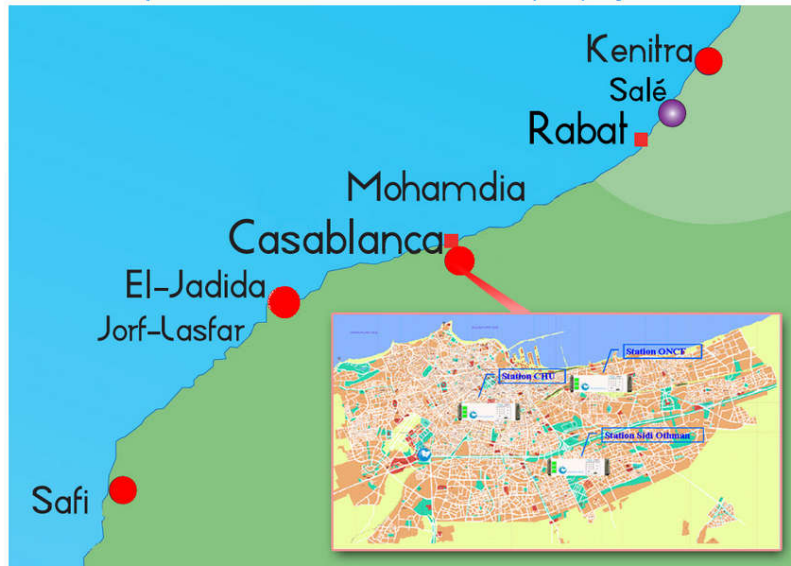 Kenitra
Salé
Rabat
Mohamdia
Casablanca
El-Jadida
Jorf-Lasfar
Station ONCF
Station CHU
Station Sidi Othman
Safi